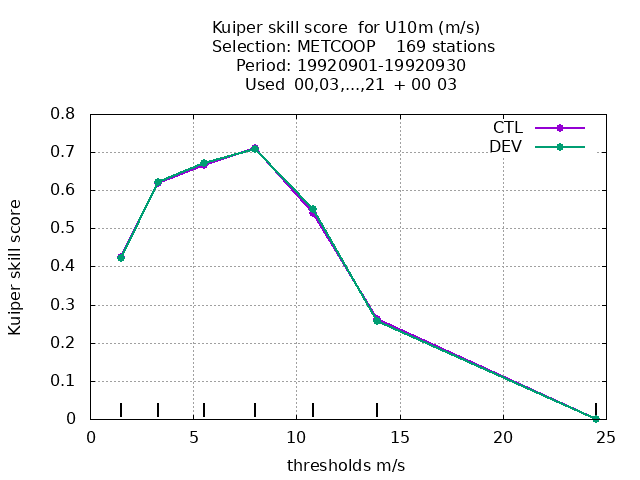 Kuiper skill score for U10m (m/s)
Selection: METCOOP 169 stations
Period: 19920901-19920930
Used 00,03,...,21 + 00 03
CTL
DEV
0.8
0.7
0.6
0.5
0.4
0.3
0.2
0.1
0
Kuiper skill score
0 5 10 15 20 25
thresholds m/s